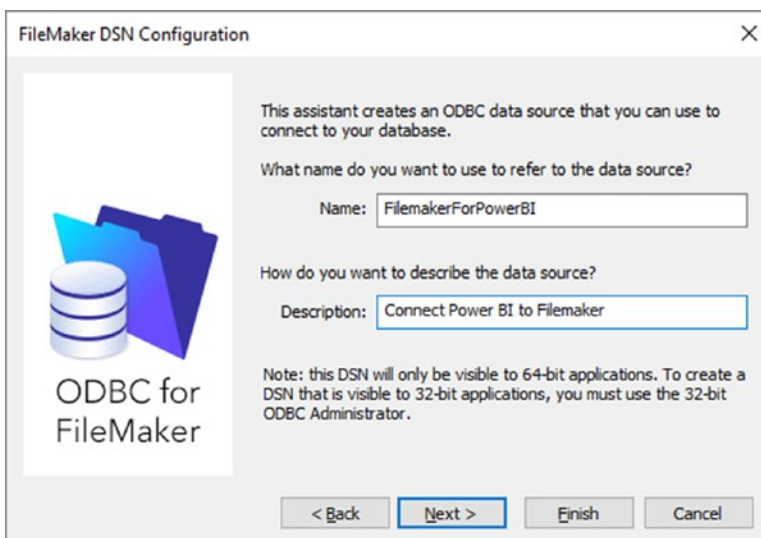 FileMaker DSN Configuration
This assistant creates an ODBC data source that you can use to
connect to your database.
What name do you want to use to refer to the data source?
Name: FilemakerForPowerBI
How do you want to describe the data source?
Description: Connect Power BI to Filemaker
Note: this DSN will only be visible to 64-bit applications. To create a
DSN that is visible to 32-bit applications, you must use the 32-bit
ODBC Administrator.
ODBC for
FileMaker
< Back Next > Finish Cancel